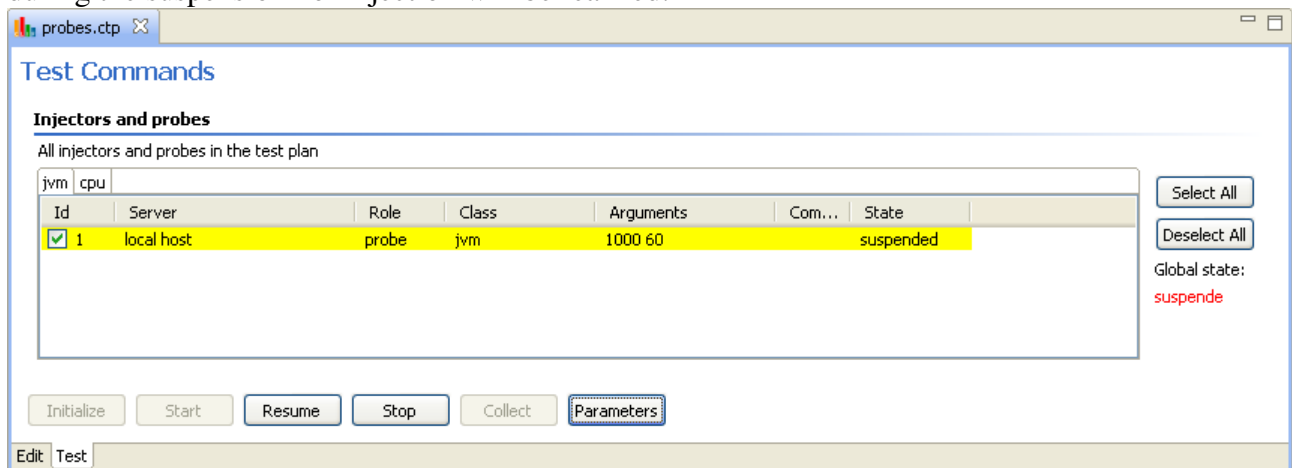 probes.ctp
Test Commands
Injectors and probes
All injectors and probes in the test plan
jvm cpu
Id Server Role Class Arguments Com... State
1 local host probe jvm 1000 60 suspended
Select All
Deselect All
Global state:
suspende
Initialize Start Resume Stop Collect Parameters
Edit Test